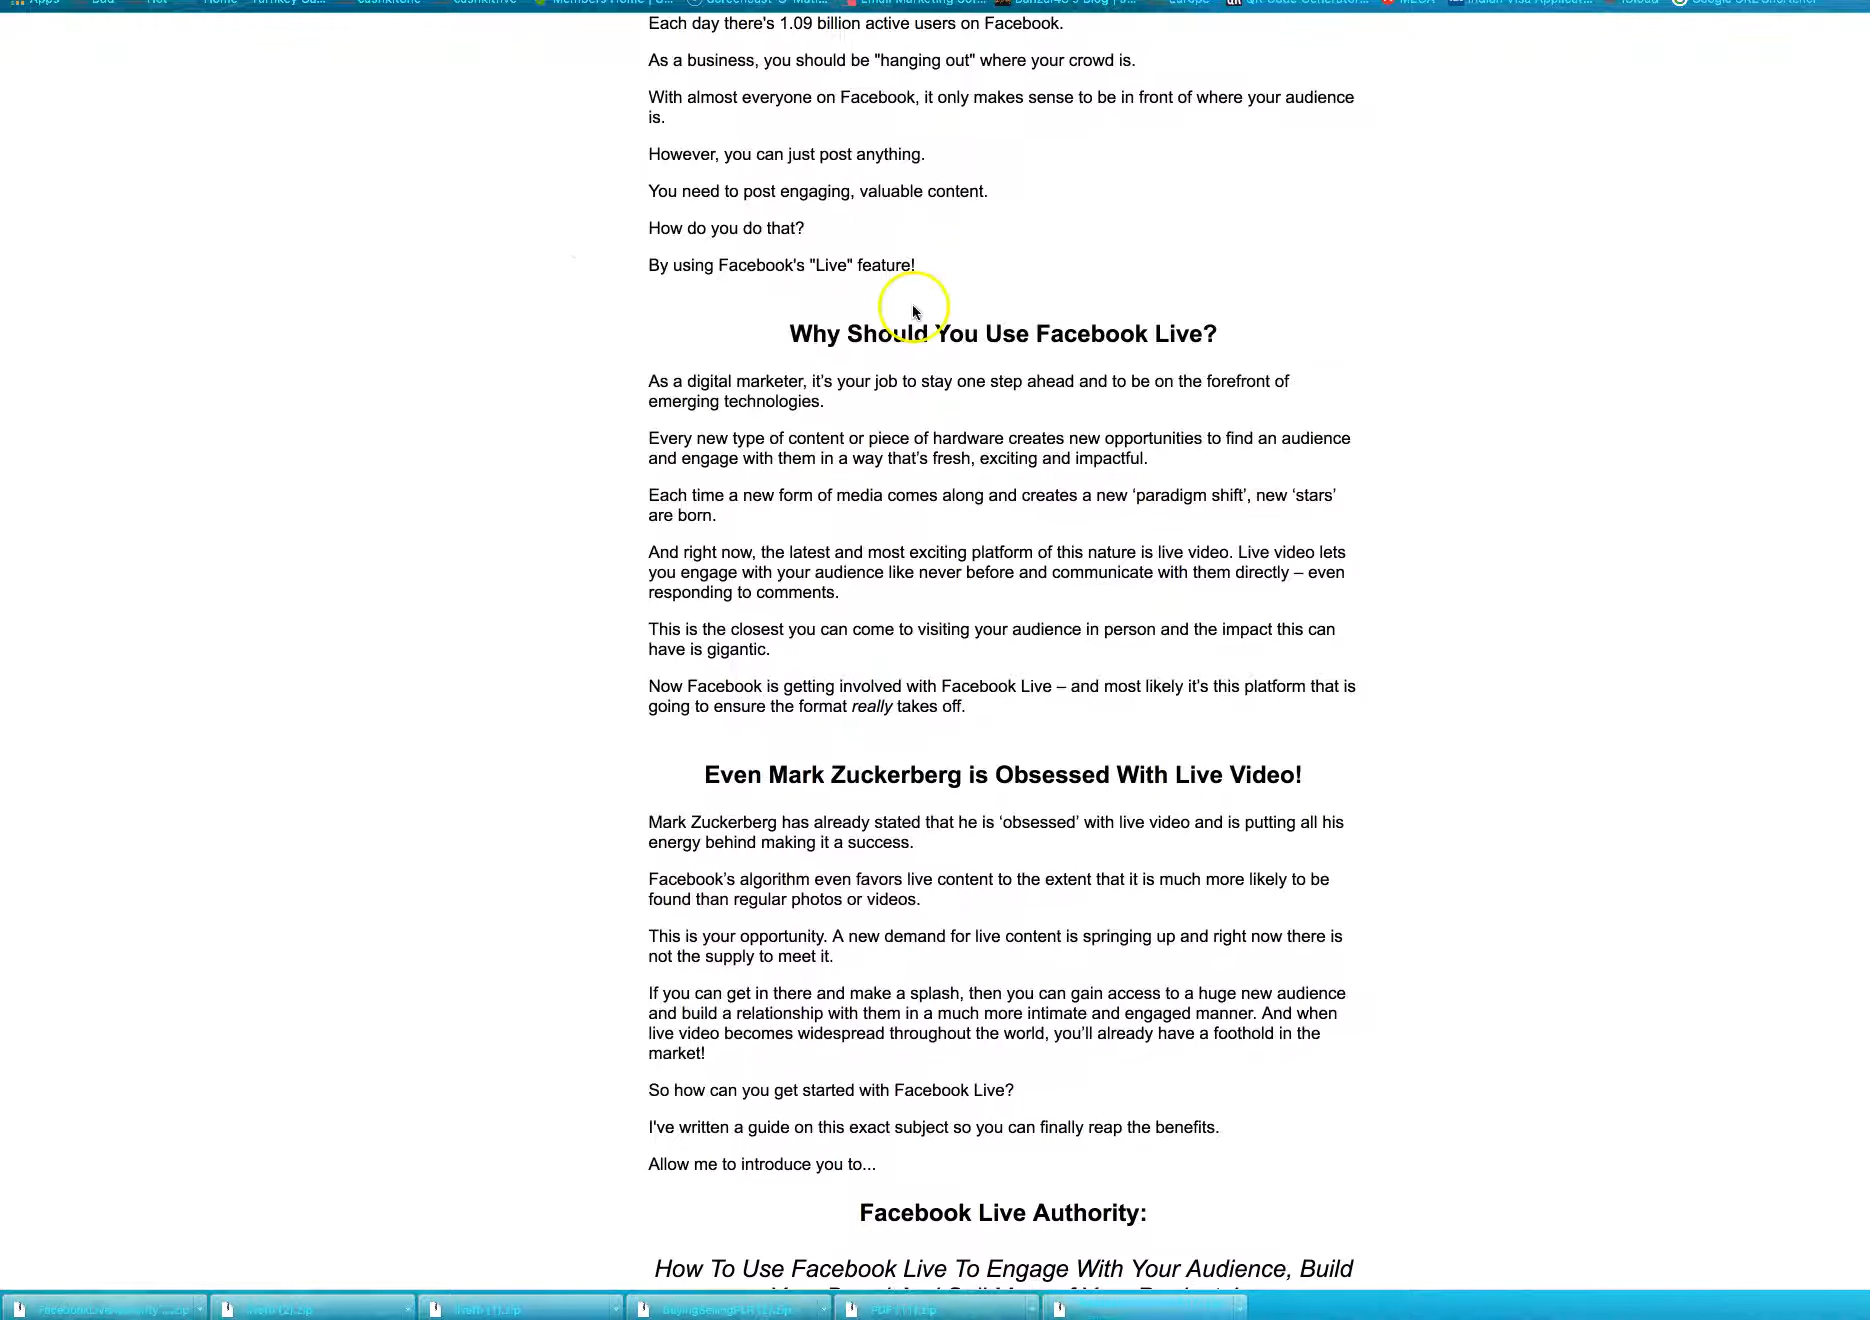 Apps
Home
Members Home |
Europe
QR Code Generator...
MEGA
Indian Visa Applicat...
iCloud
Each day there's 1.09 billion active users on Facebook.
As a business, you should be "hanging out" where your crowd is.
With almost everyone on Facebook, it only makes sense to be in front of where your audience
is.
However, you can just post anything.
You need to post engaging, valuable content.
How do you do that?
By using Facebook's "Live" feature!
Why Should You Use Facebook Live?
As a digital marketer, it’s your job to stay one step ahead and to be on the forefront of
emerging technologies.
Every new type of content or piece of hardware creates new opportunities to find an audience
and engage with them in a way that’s fresh, exciting and impactful.
Each time a new form of media comes along and creates a new ‘paradigm shift’, new ‘stars’
are born.
And right now, the latest and most exciting platform of this nature is live video. Live video lets
you engage with your audience like never before and communicate with them directly – even
responding to comments.
This is the closest you can come to visiting your audience in person and the impact this can
have is gigantic.
Now Facebook is getting involved with Facebook Live – and most likely it’s this platform that is
going to ensure the format really takes off.
Even Mark Zuckerberg is Obsessed With Live Video!
Mark Zuckerberg has already stated that he is ‘obsessed’ with live video and is putting all his
energy behind making it a success.
Facebook’s algorithm even favors live content to the extent that it is much more likely to be
found than regular photos or videos.
This is your opportunity. A new demand for live content is springing up and right now there is
not the supply to meet it.
If you can get in there and make a splash, then you can gain access to a huge new audience
and build a relationship with them in a much more intimate and engaged manner. And when
live video becomes widespread throughout the world, you’ll already have a foothold in the
market!
So how can you get started with Facebook Live?
I've written a guide on this exact subject so you can finally reap the benefits.
Allow me to introduce you to...
Facebook Live Authority:
How To Use Facebook Live To Engage With Your Audience, Build